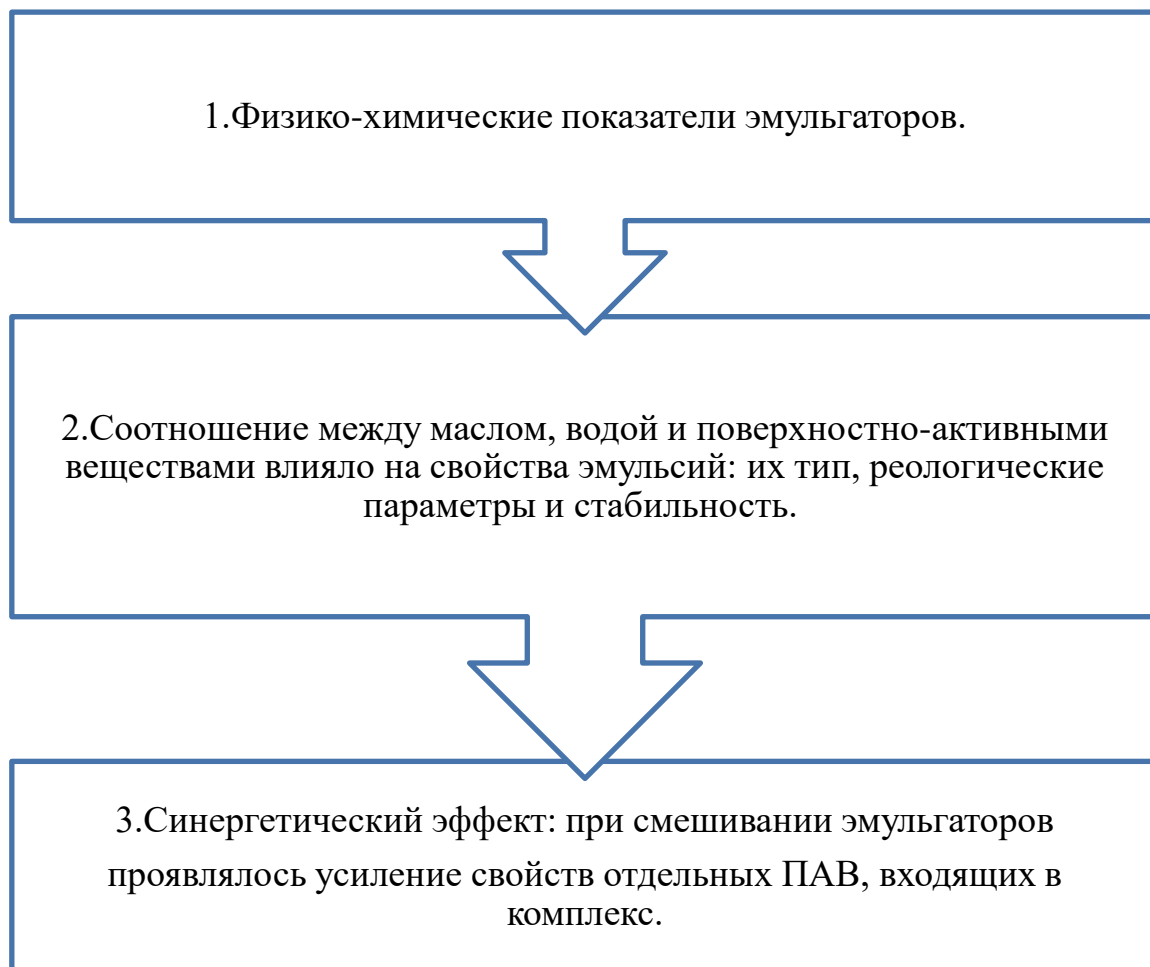 1.Физико-химические показатели эмульгаторов.
2.Соотношение между маслом, водой и поверхностно-активными
веществами влияло на свойства эмульсий: их тип, реологические
параметры и стабильность.
3.Синергетический эффект: при смешивании эмульгаторов
проявлялось усиление свойств отдельных ПАВ, входящих в
комплекс.